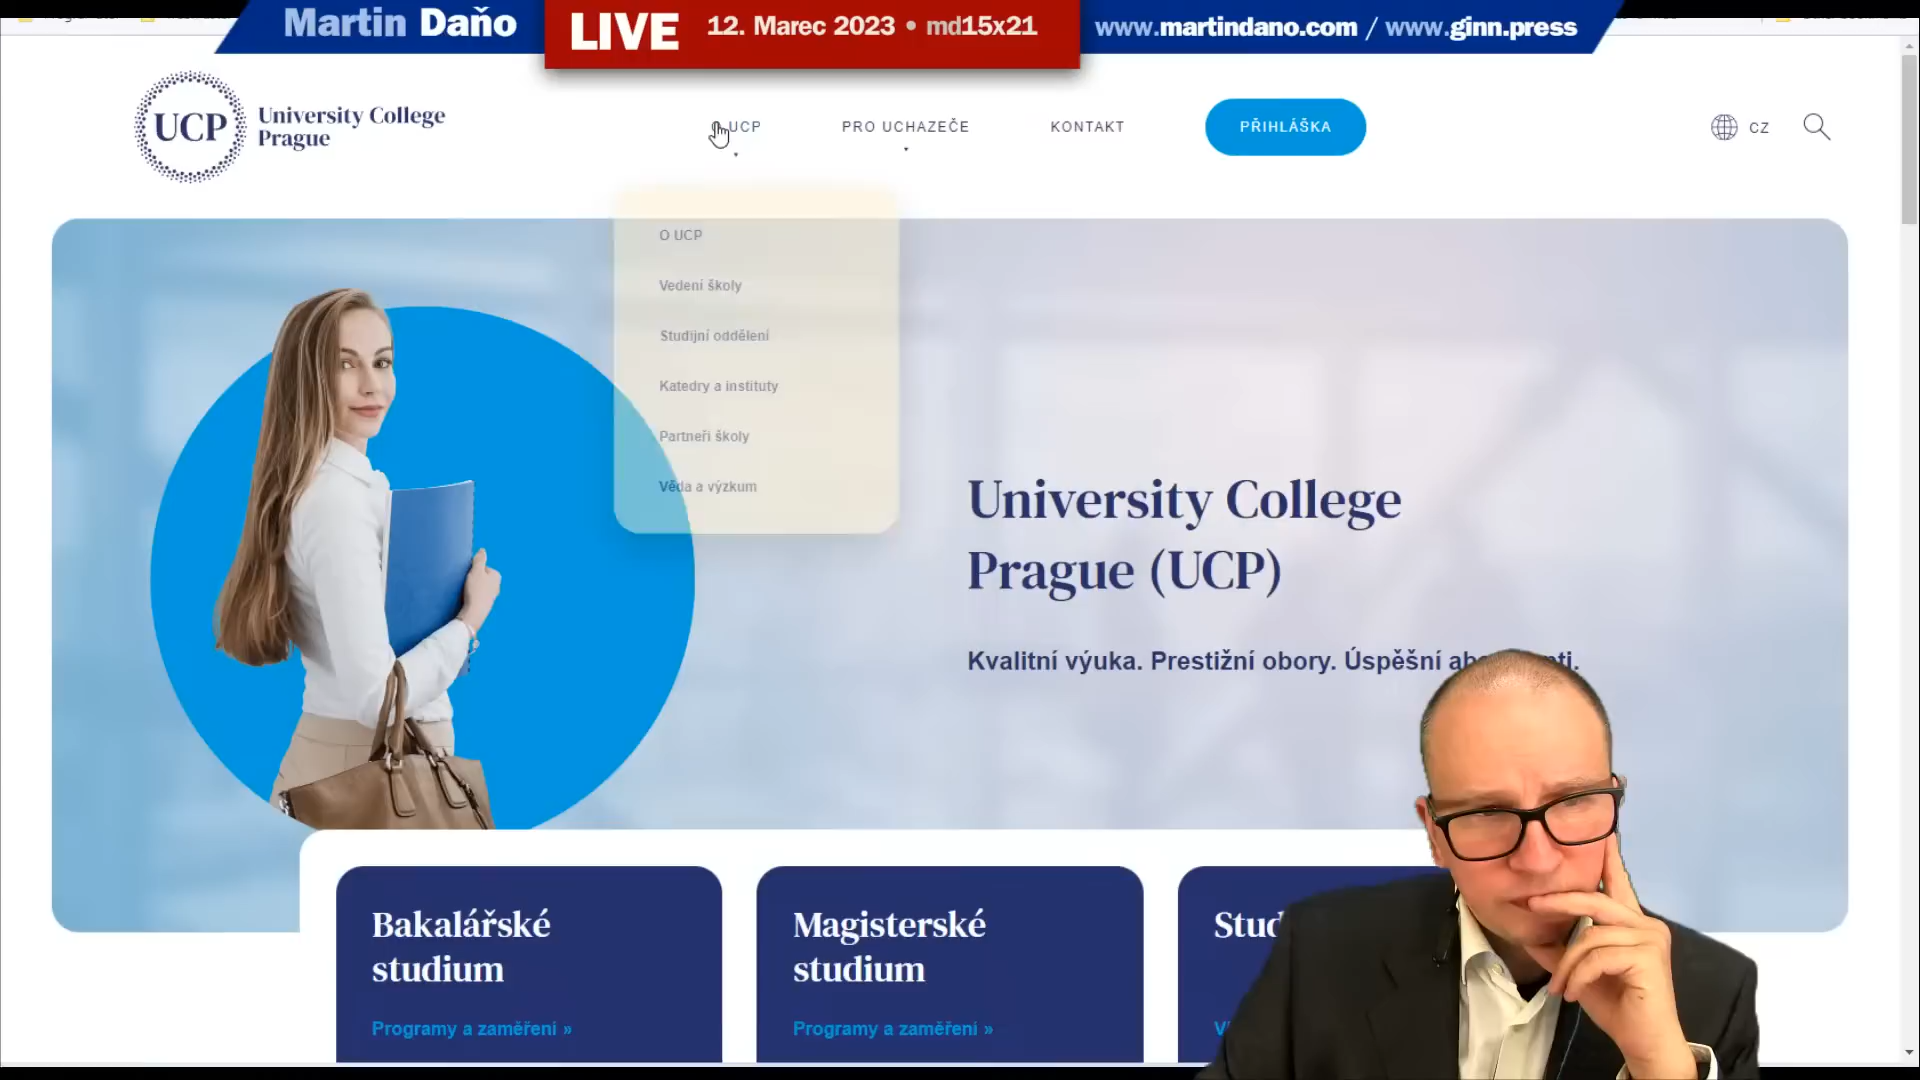 Martin Daňo
LIVE
12. Marec 2023 • md15x21
www.martindano.com / www.ginn.press
UCP
University College
Prague
UCP
PRO UCHAZEČE
KONTAKT
PŘIHLÁŠKA
CZ
O UCP
Vedení školy
Studijní oddělení
Katedry a instituty
Partneři školy
Věda a výzkum
University College
Prague (UCP)
Kvalitní výuka. Prestižní obory. Úspěšní
Bakalářské
studium
Programy a zaměření »
Magisterské
studium
Programy a zaměření »